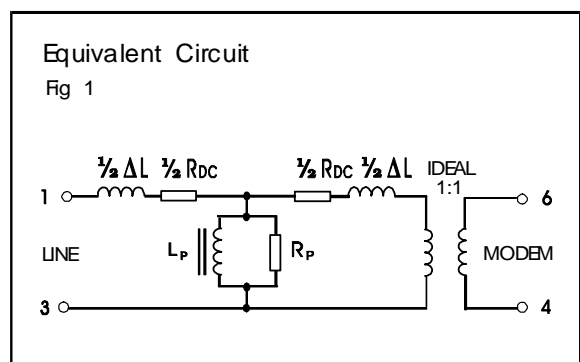 Equivalent Circuit
Fig 1
½ ΔL ½ RDC ½ RDC ½ ΔL IDEAL
1:1
1 6
LINE LP RP MODEM
3 4